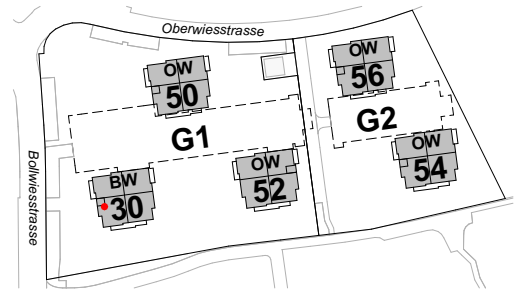 Oberwiesstrasse
OW
56
OW
50
G2
G1
OW
54
OW
52
BW
30
Bollwiesstrasse